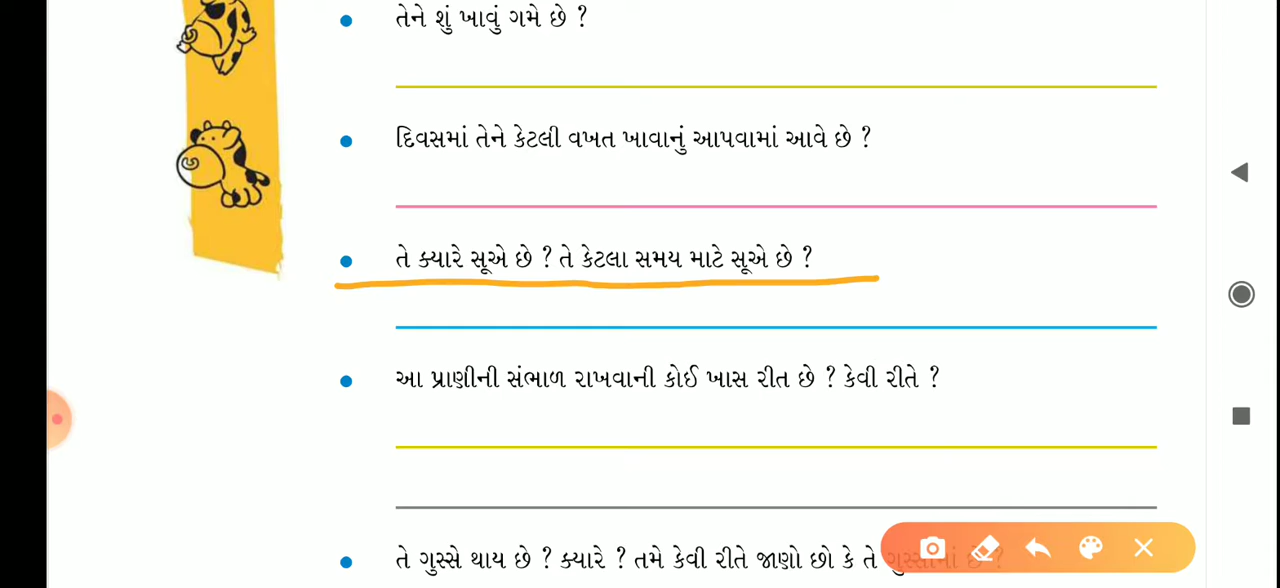 તેને શું ખાવું ગમે છે ?
દિવસમાં તેને કેટલી વખત ખાવાનું આપવામાં આવે છે ?
તે ક્યારે સૂએ છે ? તે કેટલા સમય માટે સૂએ છે ?
આ પ્રાણીની સંભાળ રાખવાની કોઈ ખાસ રીત છે ? કેવી રીતે ?
તે ગુસ્સે થાય છે ? ક્યારે ? તમે કેવી રીતે જાણો છો કે તે ગુસ્સામાં છે ?